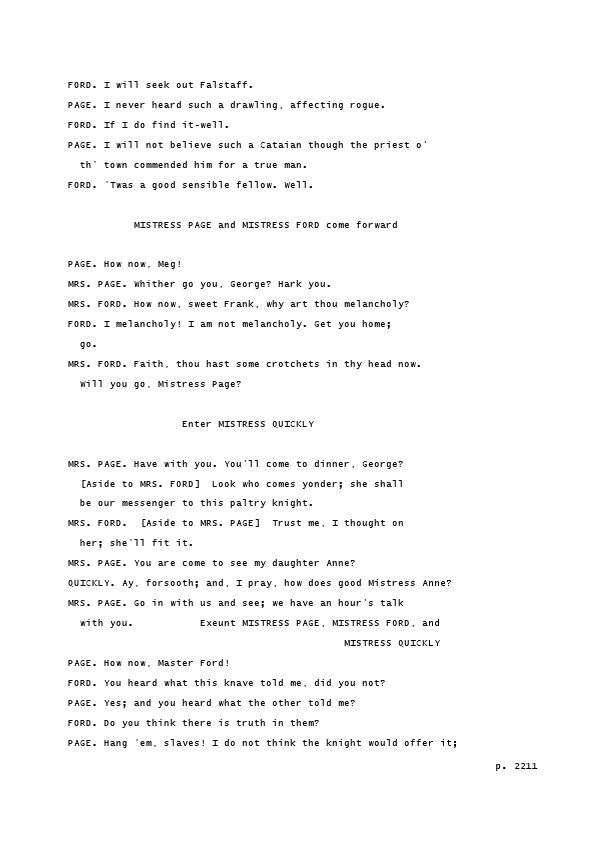 FORD. I will seek out Falstaff.
PAGE. I never heard such a drawling, affecting rogue.
FORD. If I do find it-well.
PAGE. I will not believe such a Cataian though the priest o'
th' town commended him for a true man.
FORD. 'Twas a good sensible fellow. Well.
MISTRESS PAGE and MISTRESS FORD come forward
PAGE. How now, Meg!
MRS. PAGE. Whither go you, George? Hark you.
MRS. FORD. How now, sweet Frank, why art thou melancholy?
FORD. I melancholy! I am not melancholy. Get you home;
go.
MRS. FORD. Faith, thou hast some crotchets in thy head now.
Will you go, Mistress Page?
Enter MISTRESS QUICKLY
MRS. PAGE. Have with you. You'll come to dinner, George?
[Aside to MRS. FORD]  Look who comes yonder; she shall
be our messenger to this paltry knight.
MRS. FORD.  [Aside to MRS. PAGE]  Trust me, I thought on
her; she'll fit it.
MRS. PAGE. You are come to see my daughter Anne?
QUICKLY. Ay, forsooth; and, I pray, how does good Mistress Anne?
MRS. PAGE. Go in with us and see; we have an hour's talk
with you.           Exeunt MISTRESS PAGE, MISTRESS FORD, and
MISTRESS QUICKLY
PAGE. How now, Master Ford!
FORD. You heard what this knave told me, did you not?
PAGE. Yes; and you heard what the other told me?
FORD. Do you think there is truth in them?
PAGE. Hang 'em, slaves! I do not think the knight would offer it;
p. 2211